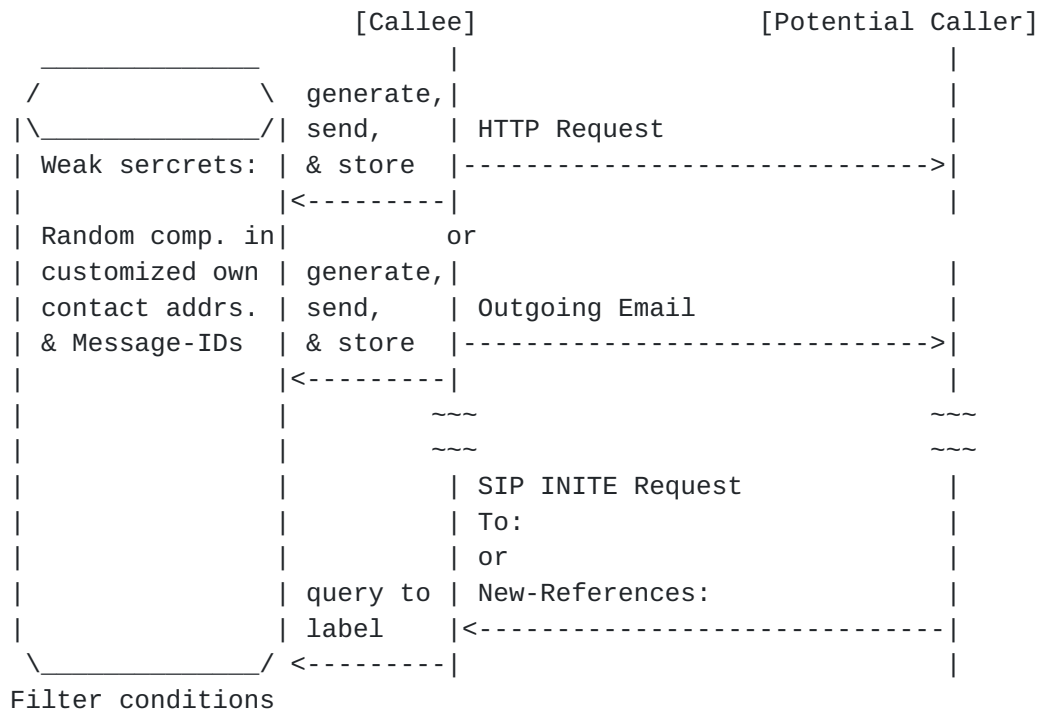 [Callee] [Potential Caller]
generate,
send, HTTP Request
Weak sercrets: & store
Random comp. in or
customized own generate,
contact addrs. send, Outgoing Email
& Message-IDs & store
~~~ ~~~
~~~ ~~~
SIP INITE Request
To:
or
query to New-References:
label
Filter conditions